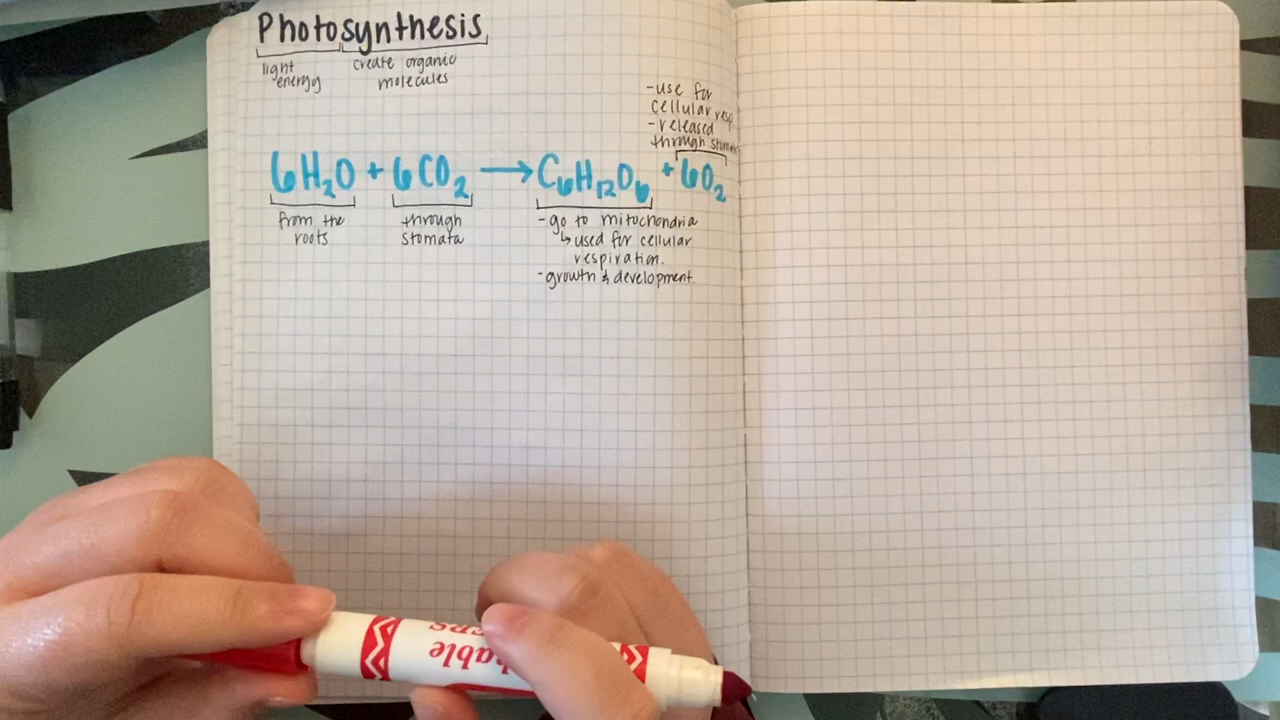 Photosynthesis
light energy
create organic
molecules
-use for
cellular resp.
-released
through stomata
6H₂O + 6CO₂ → C₆H₁₂O₆ + 6O₂
from the
roots
through
stomata
-go to mitochondria
↳ used for cellular
respiration.
-growth & development.